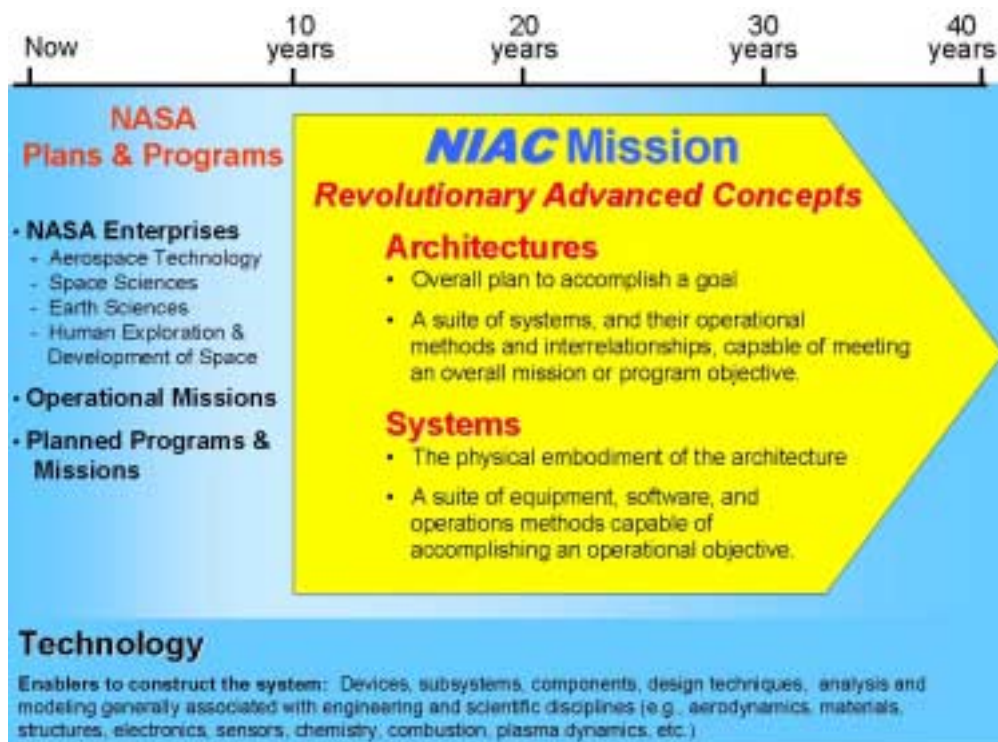 Now
10 years
20 years
30 years
40 years
NASA
Plans & Programs
• NASA Enterprises
- Aerospace Technology
- Space Sciences
- Earth Sciences
- Human Exploration &
Development of Space
• Operational Missions
• Planned Programs &
Missions
NIAC Mission
Revolutionary Advanced Concepts
Architectures
• Overall plan to accomplish a goal
• A suite of systems, and their operational
methods and interrelationships, capable of meeting
an overall mission or program objective.
Systems
• The physical embodiment of the architecture
• A suite of equipment, software, and
operations methods capable of
accomplishing an operational objective.
Technology
Enablers to construct the system: Devices, subsystems, components, design techniques, analysis and
modeling generally associated with engineering and scientific disciplines (e.g., aerodynamics, materials,
structures, electronics, sensors, chemistry, combustion, plasma dynamics, etc.)